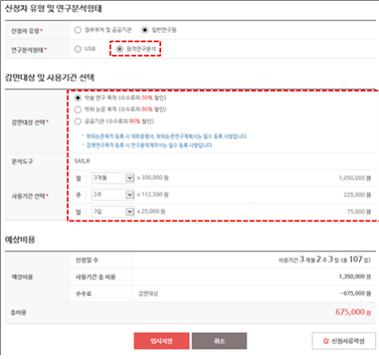 신청자 유형 및 연구분석형태
신청자 유형 * 정부부처 및 공공기관 일반연구원
연구분석형태 * USB 원격연구분석
감면대상 및 사용기간 선택
감면대상 선택 * 학술 연구 목적 (수수료의 50% 할인)
학위 논문 목적 (수수료의 80% 할인)
공공기관 (수수료의 80% 할인)
* 학위논문목적 등록 시 재학증명서, 학위논문연구계획서는 필수 등록 사항입니다.
* 정책연구목적 등록 시 연구용역계약서는 필수 등록 사항입니다.
분석도구 SAS,R
사용기간 선택 *
월 3개월 x 350,000 원 1,050,000 원
주 2주 x 112,500 원 225,000 원
일 3일 x 25,000 원 75,000 원
예상비용
예상비용
신청일 수 사용기간 3 개월 2 주 3 일 (총 107 일)
사용기간 총 비용 1,350,000 원
수수료 감면대상 -675,000 원
총비용 675,000 원
임시저장 취소 신청서류작성